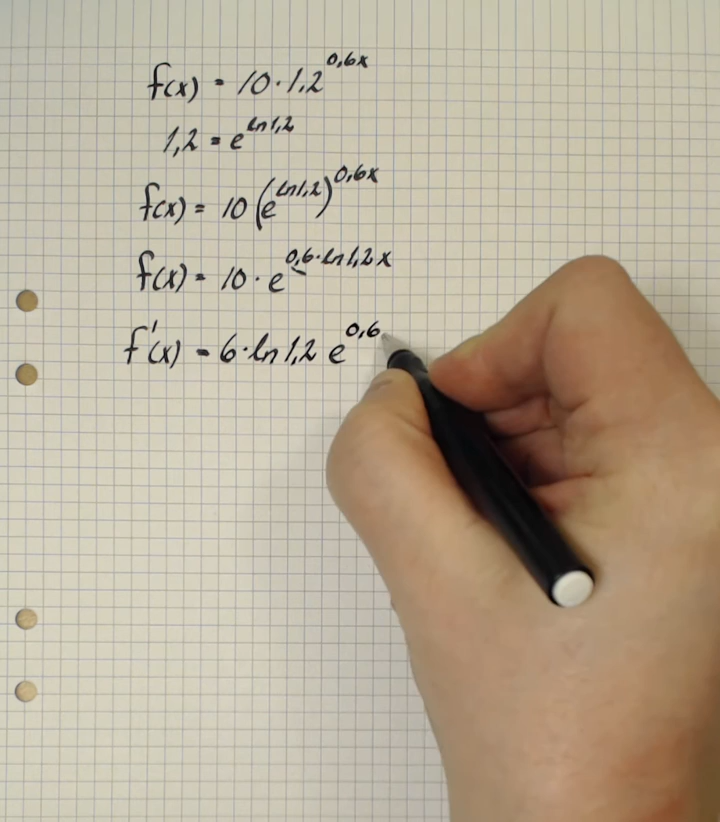 f(x) = 10 · 1,2^0,6x
1,2 = e^ln1,2
f(x) = 10 (e^ln1,2)^0,6x
f(x) = 10 · e^0,6·ln1,2x
f'(x) = 6·ln1,2 e^0,6